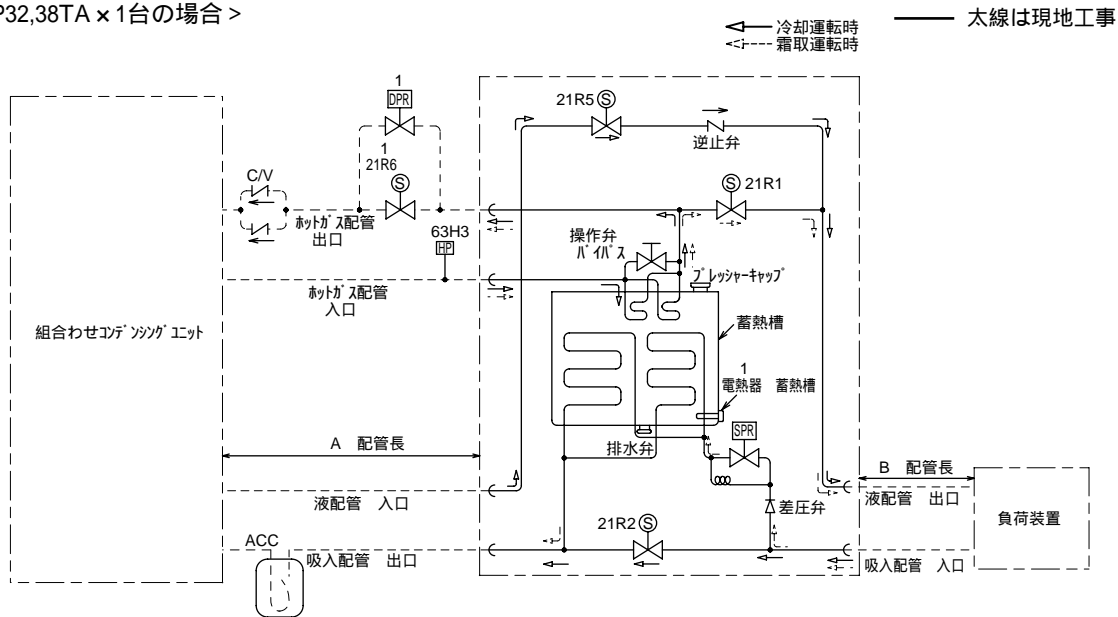 P32,38TA × 1台の場合 >
冷却運転時
霜取運転時
太線は現地工事
1
DPR
1
21R6
S
C/V
ホットガス配管
出口
63H3
HP
ホットガス配管
入口
21R5 S
逆止弁
S 21R1
操作弁
バイパス
プレッシャーキャップ
蓄熱槽
1
電熱器 蓄熱槽
組合わせコンデンシングユニット
A 配管長
排水弁
SPR
差圧弁
液配管 入口
21R2 S
ACC
吸入配管 出口
B 配管長
液配管 出口
負荷装置
吸入配管 入口